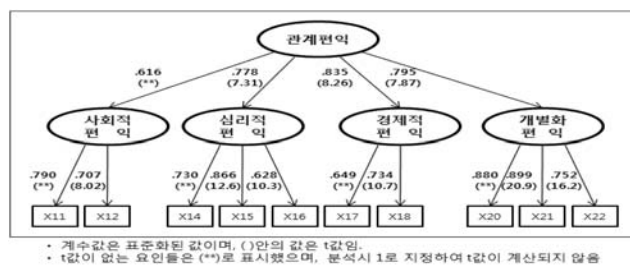 관계편익
.616 .778 .835 .795
(**) (7.31) (8.26) (7.87)
사회적 심리적 경제적 개별화
편 익 편 익 편 익 편 익
.790 .707 .730 .866 .628 .649 .734 .880 .899 .752
(**) (8.02) (**) (12.6) (10.3) (**) (10.7) (**) (20.9) (16.2)
X11 X12 X14 X15 X16 X17 X18 X20 X21 X22
• 계수값은 표준화된 값이며, ( )안의 값은 t값임.
• t값이 없는 요인들은 (**)로 표시했으며, 분석시 1로 지정하여 t값이 계산되지 않음